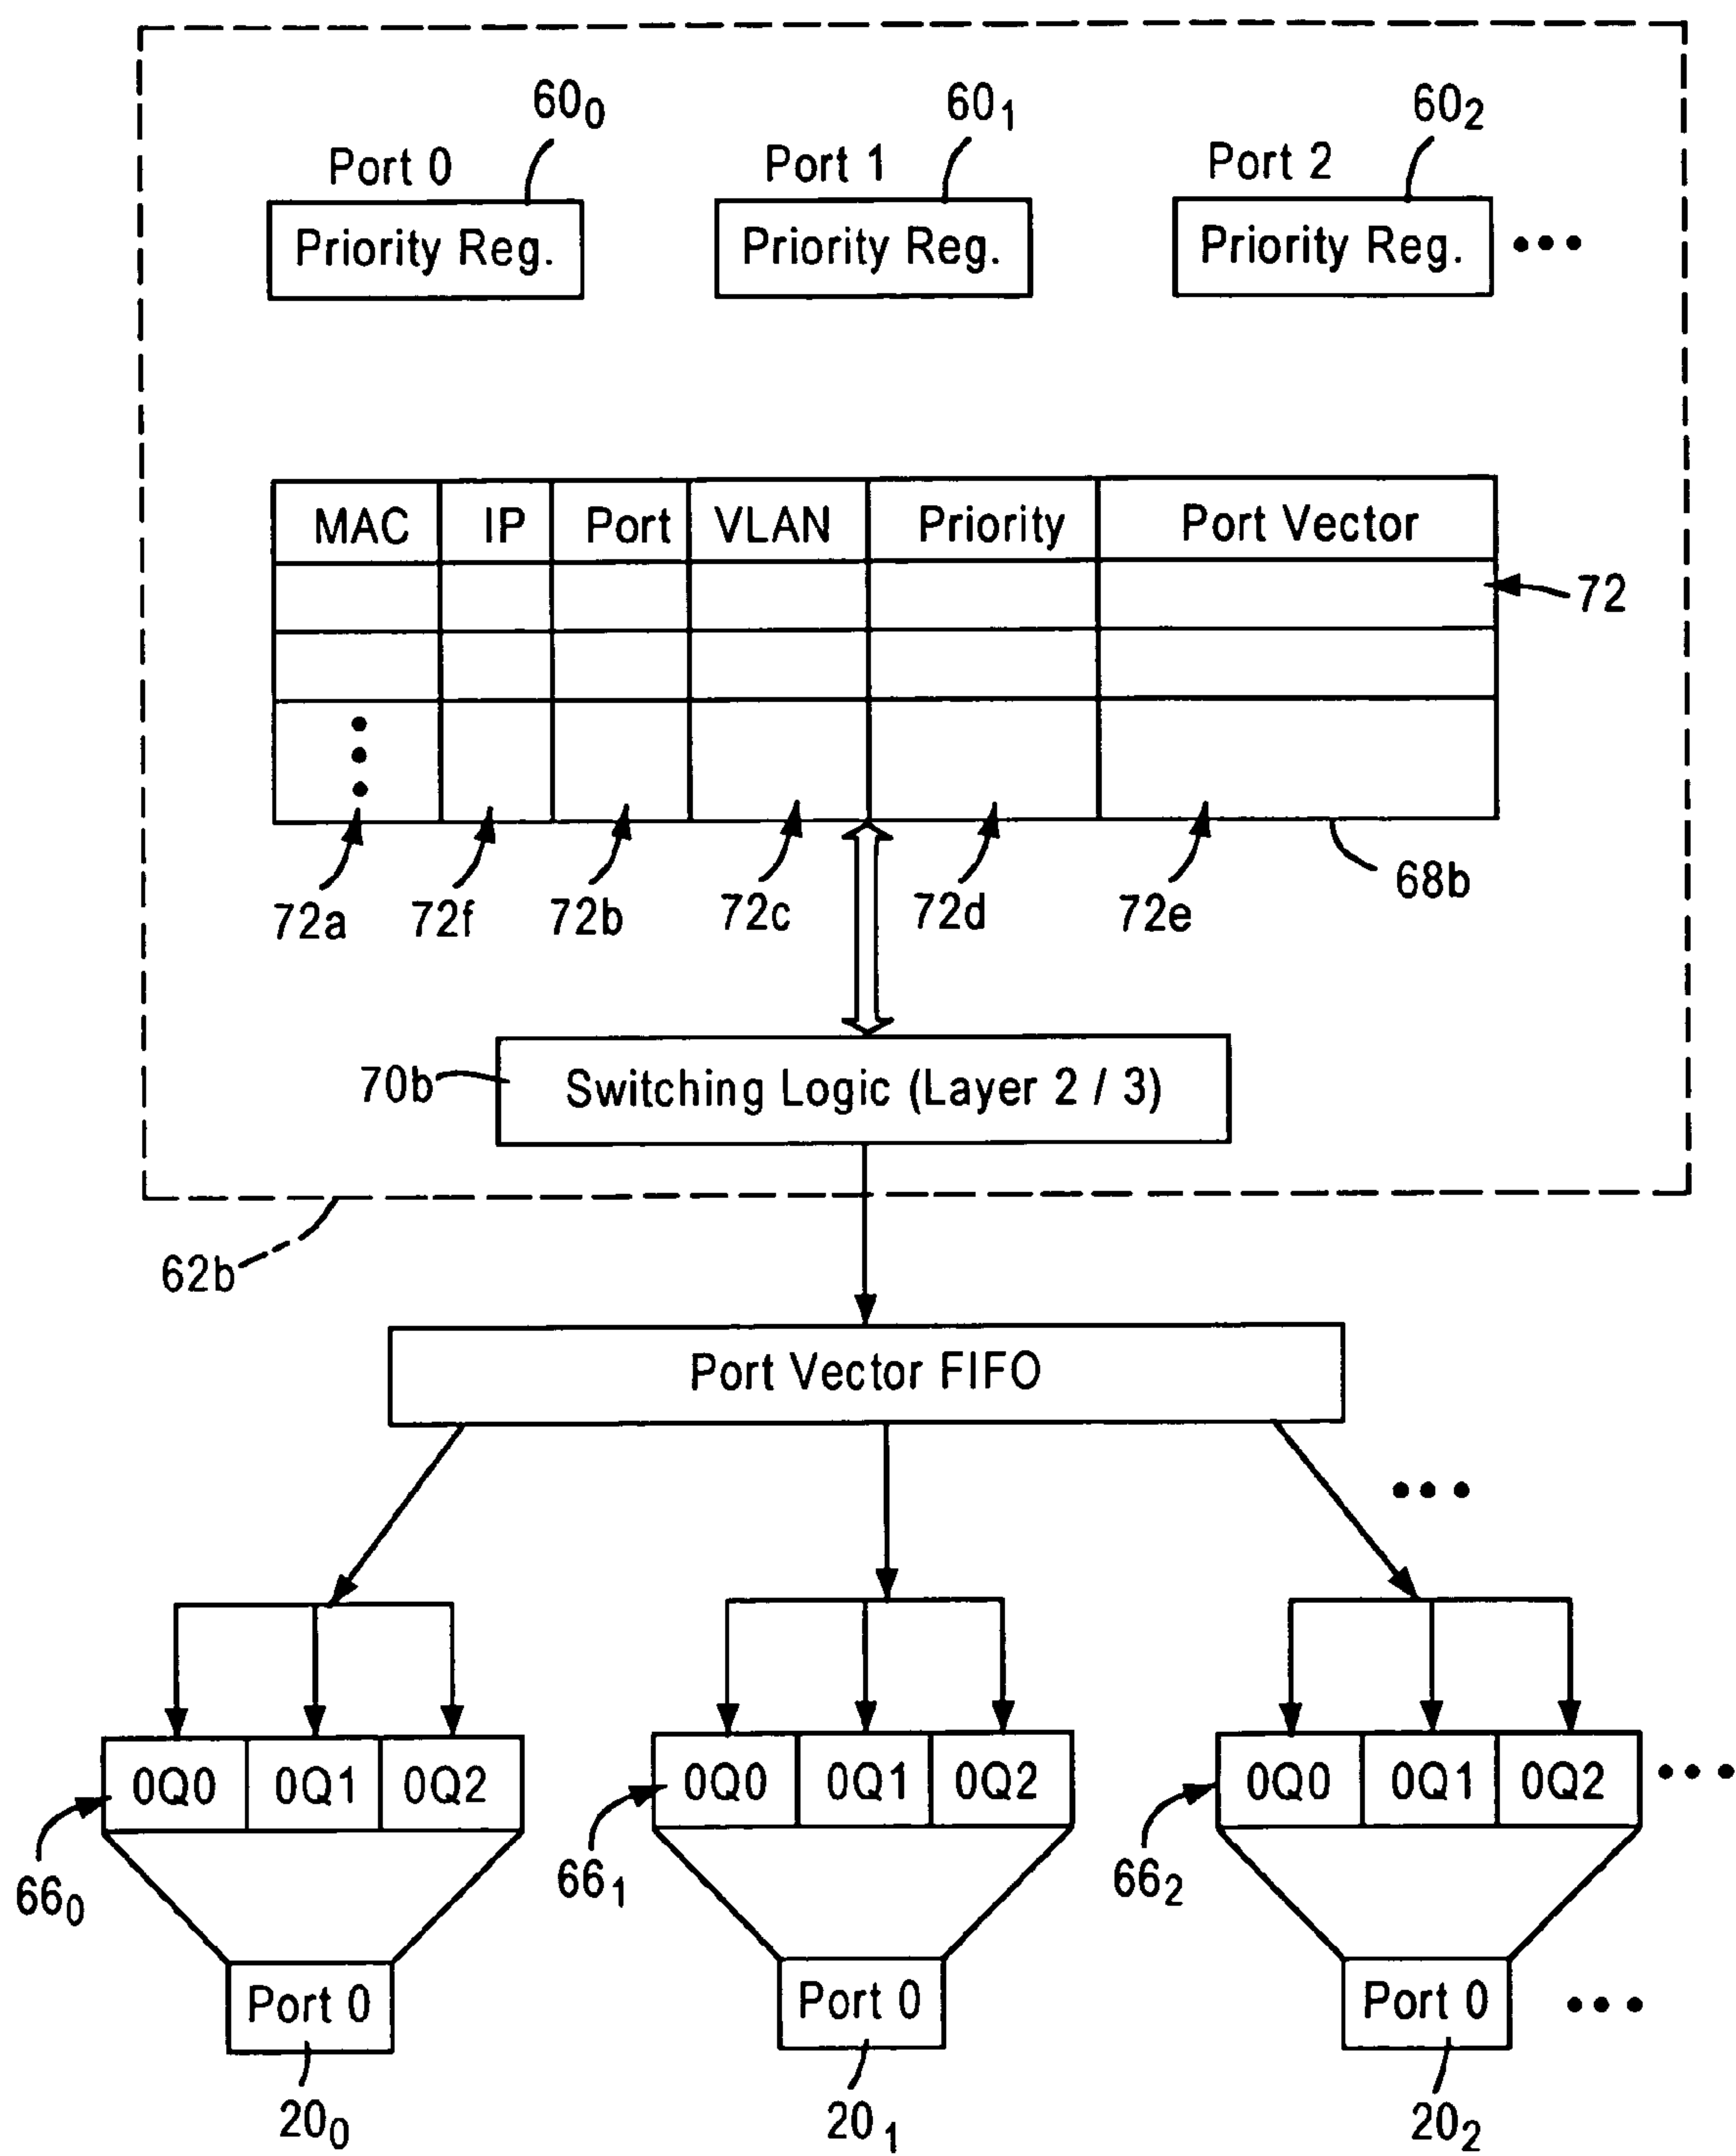 60₀ 60₁ 60₂
Port 0 Port 1 Port 2
Priority Reg. Priority Reg. Priority Reg. •••
MAC IP Port VLAN Priority Port Vector
72
68b
72a 72f 72b 72c 72d 72e
70b Switching Logic (Layer 2 / 3)
62b
Port Vector FIFO
•••
0Q0 0Q1 0Q2 0Q0 0Q1 0Q2 0Q0 0Q1 0Q2 •••
66₀ 66₁ 66₂
Port 0 Port 0 Port 0 •••
20₀ 20₁ 20₂